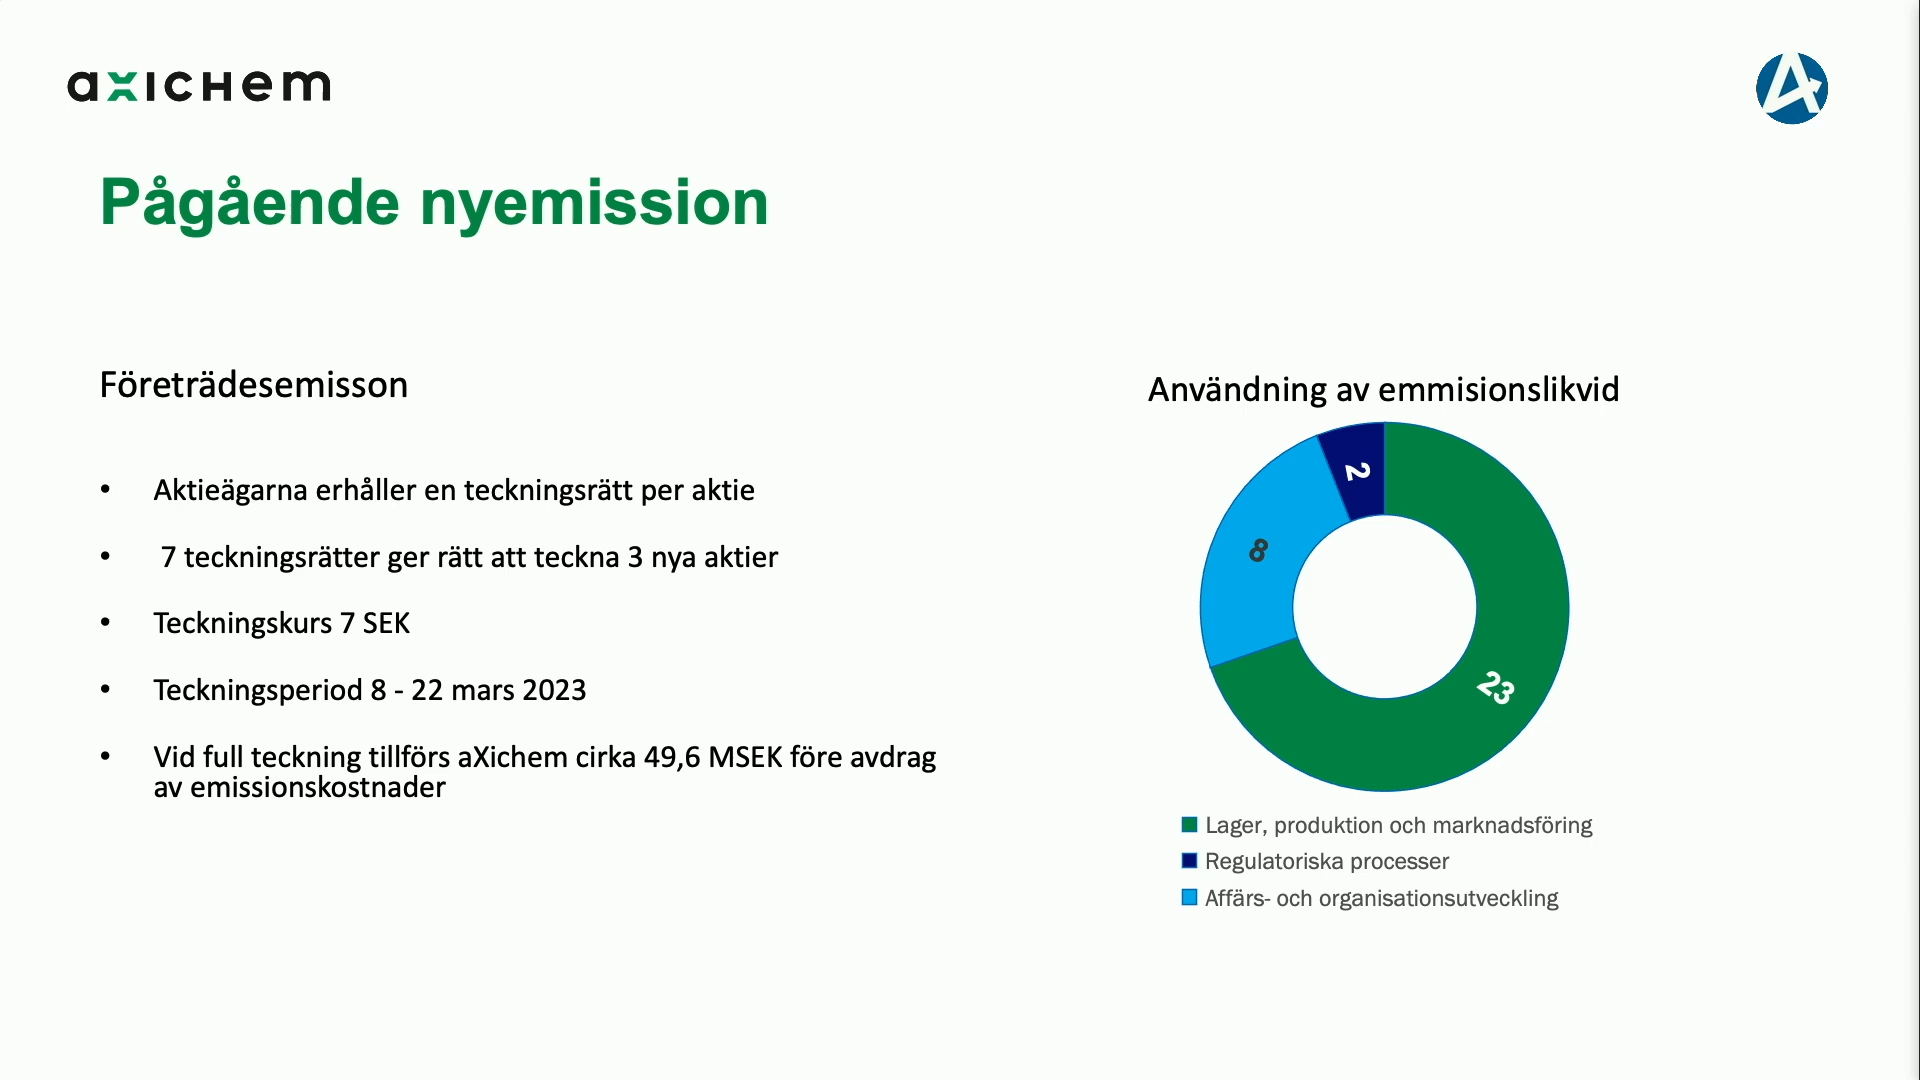 axichem
Pågående nyemission
Företrädesemisson
• Aktieägarna erhåller en teckningsrätt per aktie
• 7 teckningsrätter ger rätt att teckna 3 nya aktier
• Teckningskurs 7 SEK
• Teckningsperiod 8 - 22 mars 2023
• Vid full teckning tillförs aXichem cirka 49,6 MSEK före avdrag
av emissionskostnader
Användning av emmisionslikvid
2
8
23
Lager, produktion och marknadsföring
Regulatoriska processer
Affärs- och organisationsutveckling